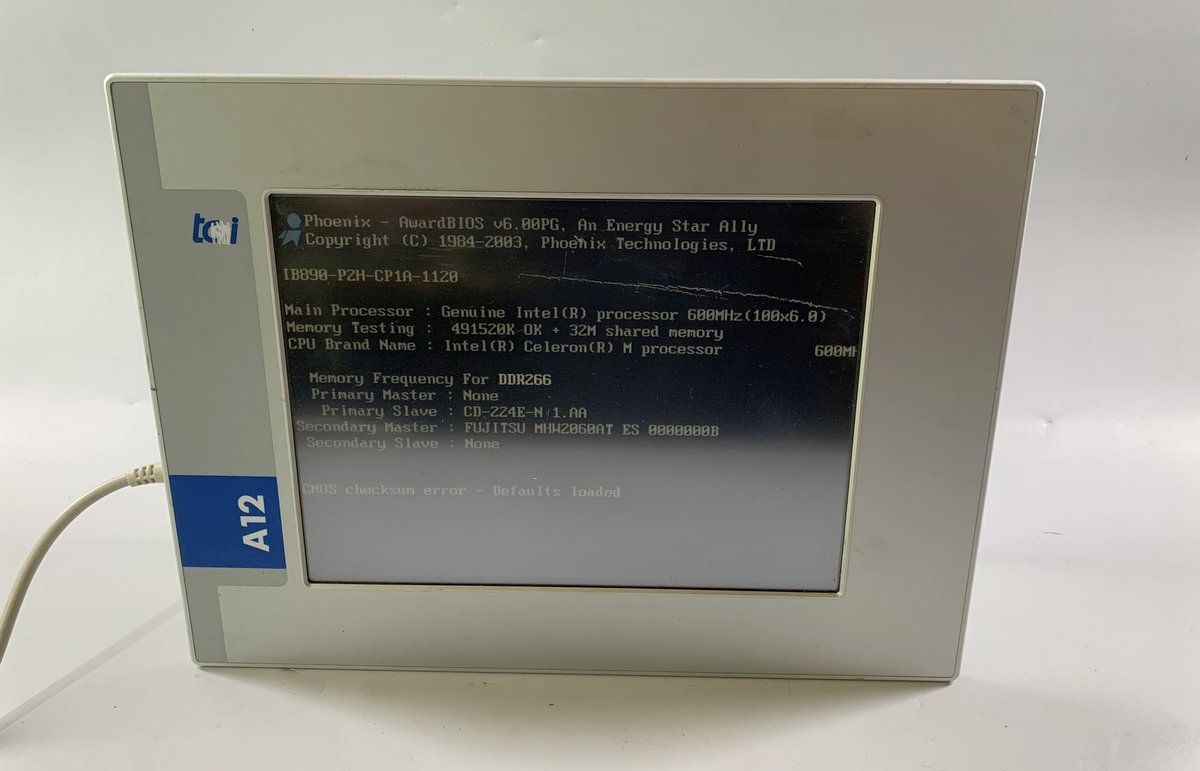 Phoenix - AwardBIOS v6.00PG, An Energy Star Ally
Copyright (C) 1984-2003, Phoenix Technologies, LTD
IB890-P2H-CP1A-1120
Main Processor : Genuine Intel(R) processor 600MHz(100x6.0)
Memory Testing : 491520K OK + 32M shared memory
CPU Brand Name : Intel(R) Celeron(R) M processor 600MH
Memory Frequency For DDR266
Primary Master : None
Primary Slave : CD-224E-N 1.AA
Secondary Master : FUJITSU MHW2060AT ES 0000000B
Secondary Slave : None
CMOS checksum error - Defaults loaded
A12